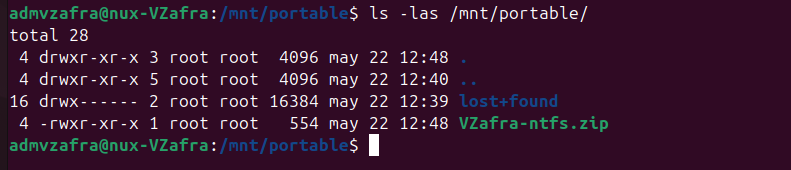 admvzafra@nux-VZafra:/mnt/portable$ ls -las /mnt/portable/
total 28
 4 drwxr-xr-x 3 root root  4096 may 22 12:48 .
 4 drwxr-xr-x 5 root root  4096 may 22 12:40 ..
16 drwx------ 2 root root 16384 may 22 12:39 lost+found
 4 -rwxr-xr-x 1 root root   554 may 22 12:48 VZafra-ntfs.zip
admvzafra@nux-VZafra:/mnt/portable$